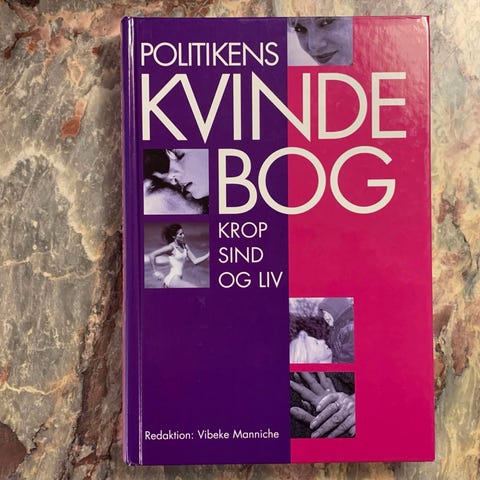 POLITIKENS
KVINDE
BOG
KROP
SIND
OG LIV
Redaktion: Vibeke Manniche